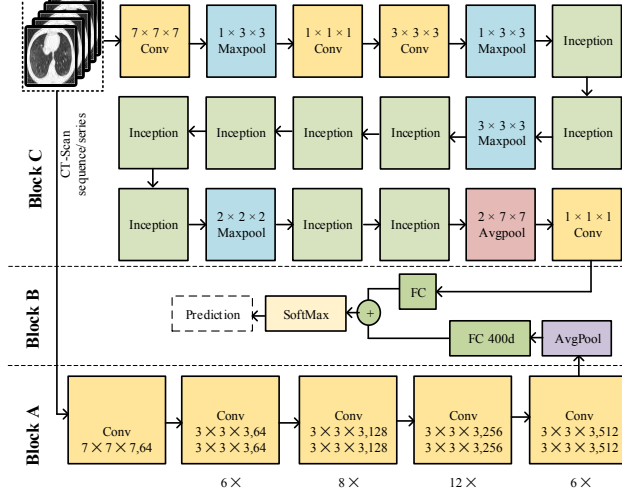 7 × 7 × 7
Conv
1 × 3 × 3
Maxpool
1 × 1 × 1
Conv
3 × 3 × 3
Conv
1 × 3 × 3
Maxpool
Inception
Block C
CT-Scan
sequence/series
Inception
Inception
Inception
Inception
3 × 3 × 3
Maxpool
Inception
Inception
2 × 2 × 2
Maxpool
Inception
Inception
2 × 7 × 7
Avgpool
1 × 1 × 1
Conv
Block B
Prediction
SoftMax
+
FC
FC 400d
AvgPool
Block A
Conv
7 × 7 × 7,64
Conv
3 × 3 × 3,64
3 × 3 × 3,64
Conv
3 × 3 × 3,128
3 × 3 × 3,128
Conv
3 × 3 × 3,256
3 × 3 × 3,256
Conv
3 × 3 × 3,512
3 × 3 × 3,512
6 ×
8 ×
12 ×
6 ×